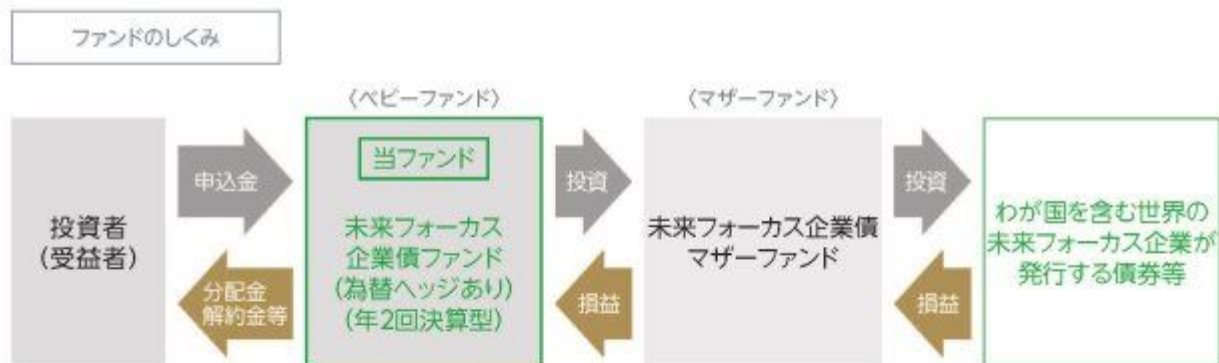 ファンドのしくみ
〈ベビーファンド〉
〈マザーファンド〉
投資者
(受益者)
申込金
分配金
解約金等
当ファンド
未来フォーカス
企業債ファンド
(為替ヘッジあり)
(年2回決算型)
投資
損益
未来フォーカス企業債
マザーファンド
投資
損益
わが国を含む世界の
未来フォーカス企業が
発行する債券等